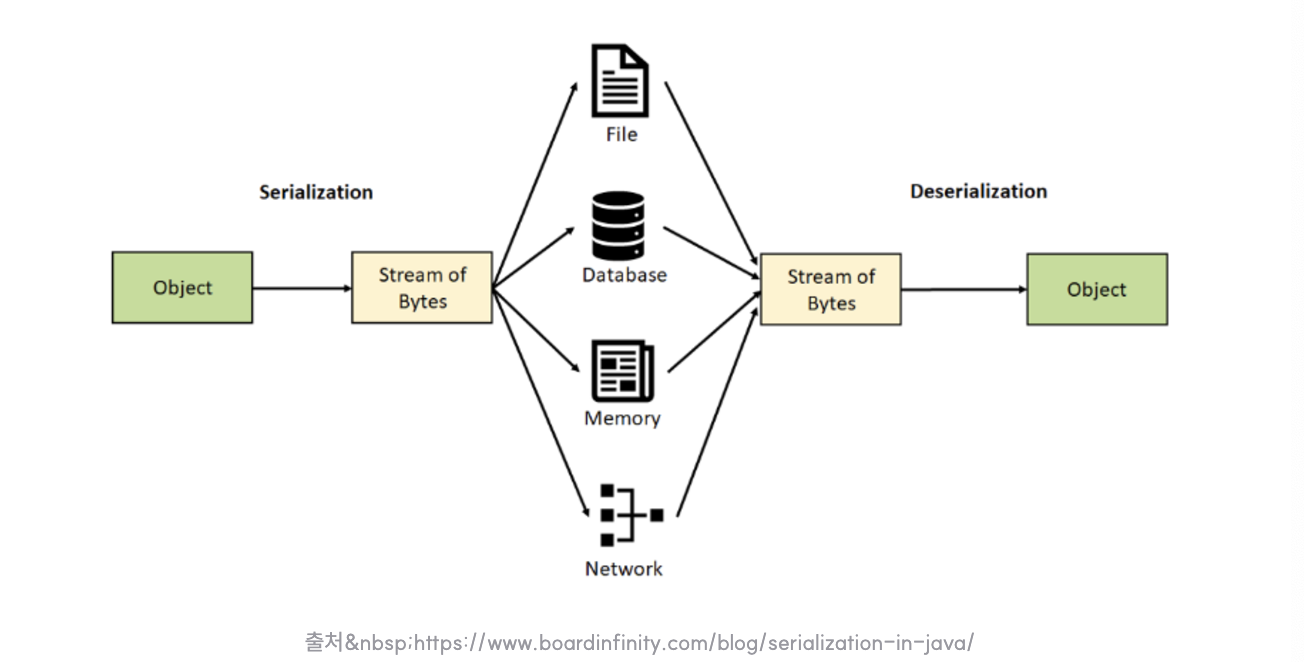 File
Serialization
Deserialization
Object
Stream of
Bytes
Database
Stream of
Bytes
Object
Memory
Network
출처&nbsp;https://www.boardinfinity.com/blog/serialization-in-java/